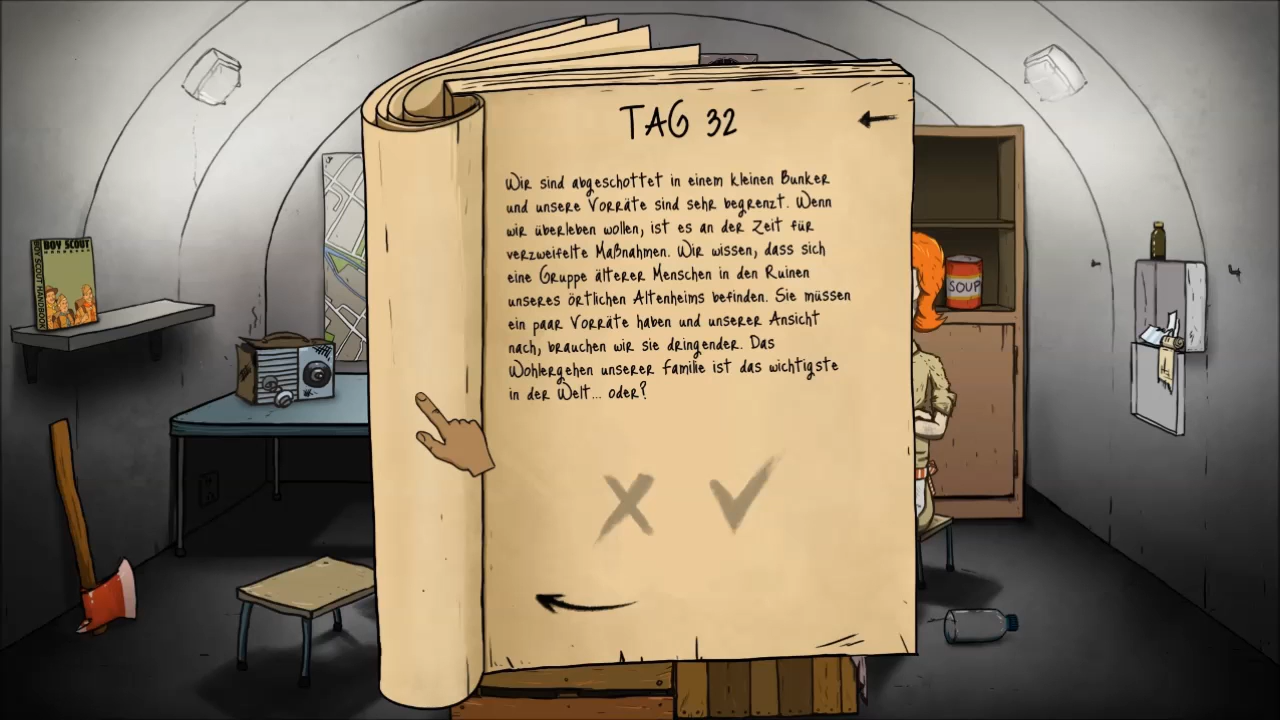 TAG 32
Wir sind abgeschottet in einem kleinen Bunker
und unsere Vorräte sind sehr begrenzt. Wenn
wir überleben wollen, ist es an der Zeit für
verzweifelte Maßnahmen. Wir wissen, dass sich
eine Gruppe älterer Menschen in den Ruinen
unseres örtlichen Altenheims befinden. Sie müssen
ein paar Vorräte haben und unserer Ansicht
nach, brauchen wir sie dringender. Das
Wohlergehen unserer Familie ist das wichtigste
in der Welt... oder?
BOY SCOUT
BOY SCOUT HANDBOOK
SOUP